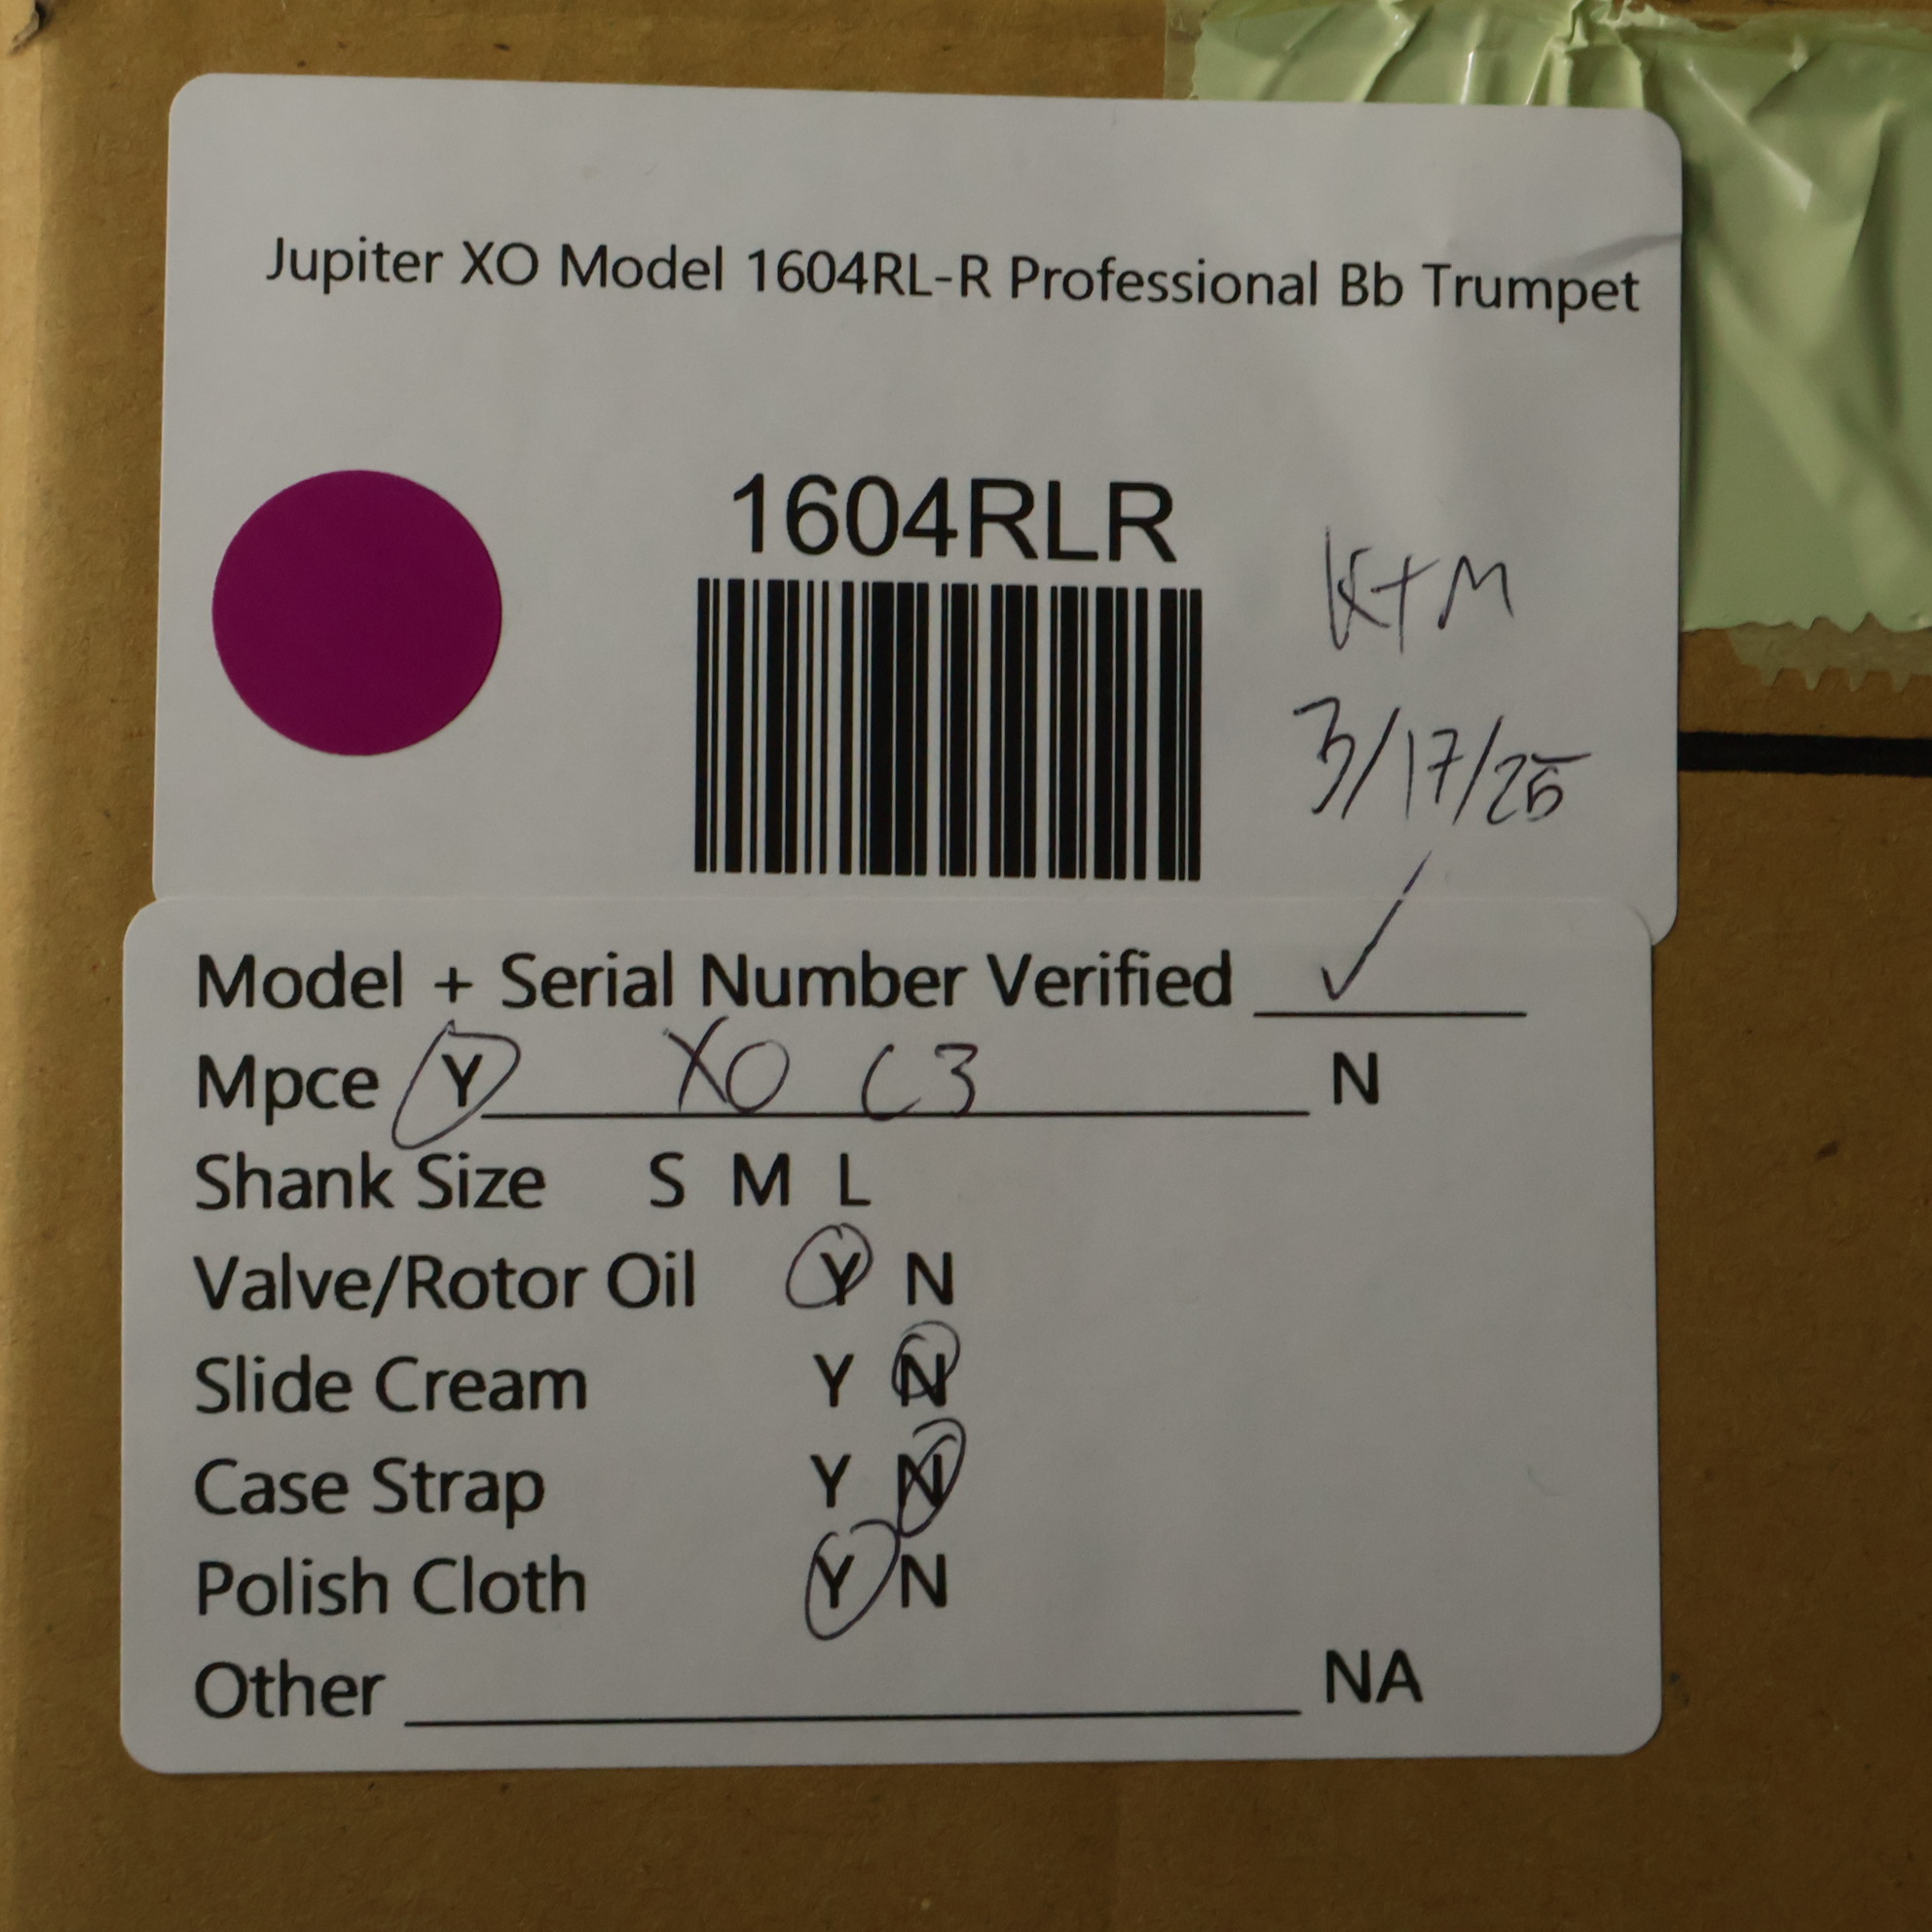 Jupiter XO Model 1604RL-R Professional Bb Trumpet
1604RLR
K+M
3/17/25
Model + Serial Number Verified ✓
Mpce Y XO C3 N
Shank Size S M L
Valve/Rotor Oil Y N
Slide Cream Y N
Case Strap Y N
Polish Cloth Y N
Other NA